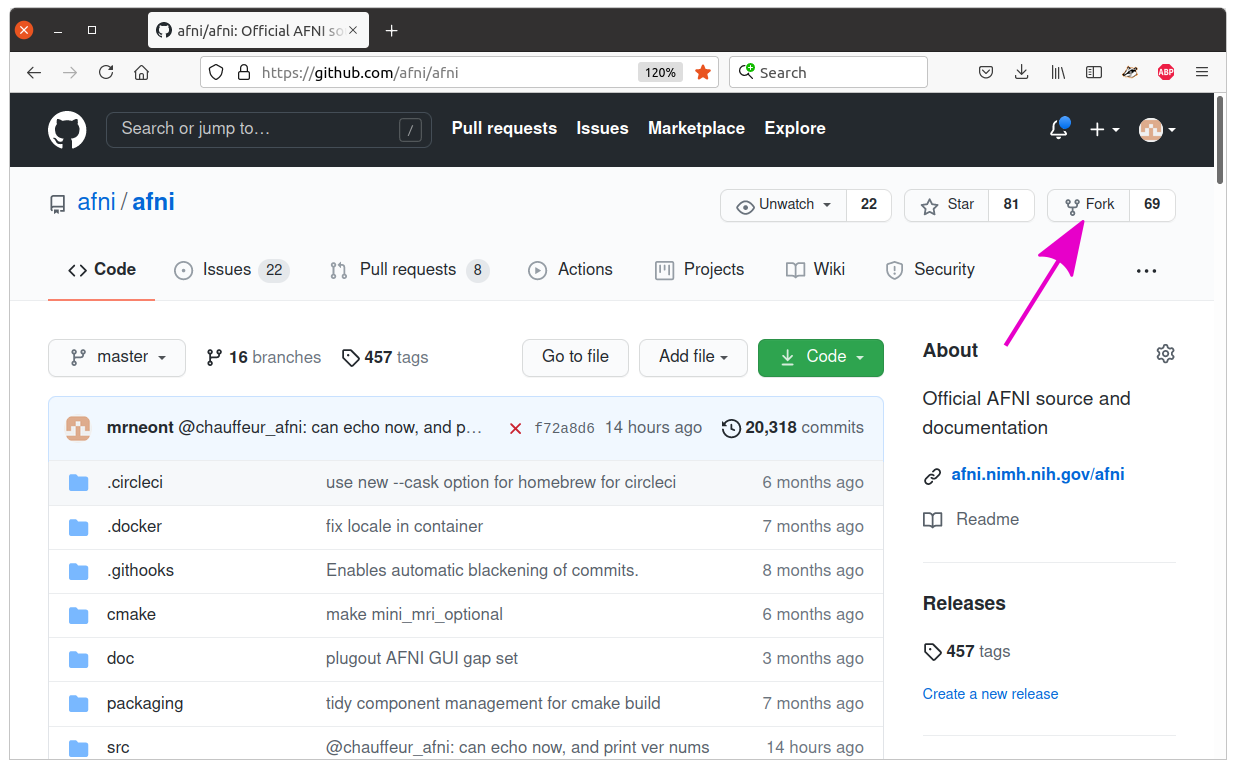 afni/afni: Official AFNI so
https://github.com/afni/afni 120% Search ABP
Search or jump to… / Pull requests Issues Marketplace Explore
afni / afni Unwatch 22 Star 81 Fork 69
Code Issues 22 Pull requests 8 Actions Projects Wiki Security ...
master 16 branches 457 tags Go to file Add file Code
About
Official AFNI source and
documentation
afni.nimh.nih.gov/afni
Readme
Releases
457 tags
Create a new release
mrneont @chauffeur_afni: can echo now, and p… f72a8d6 14 hours ago 20,318 commits
.circleci use new --cask option for homebrew for circleci 6 months ago
.docker fix locale in container 7 months ago
.githooks Enables automatic blackening of commits. 8 months ago
cmake make mini_mri_optional 6 months ago
doc plugout AFNI GUI gap set 3 months ago
packaging tidy component management for cmake build 7 months ago
src @chauffeur_afni: can echo now, and print ver nums 14 hours ago